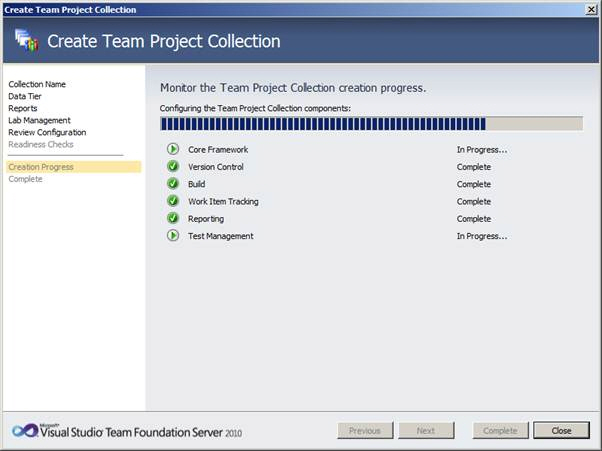 Create Team Project Collection
Create Team Project Collection
Collection Name
Data Tier
Reports
Lab Management
Review Configuration
Readiness Checks
Creation Progress
Complete
Monitor the Team Project Collection creation progress.
Configuring the Team Project Collection components:
Core Framework In Progress...
Version Control Complete
Build Complete
Work Item Tracking Complete
Reporting Complete
Test Management In Progress...
Microsoft
Visual Studio Team Foundation Server 2010
Previous Next Complete Close